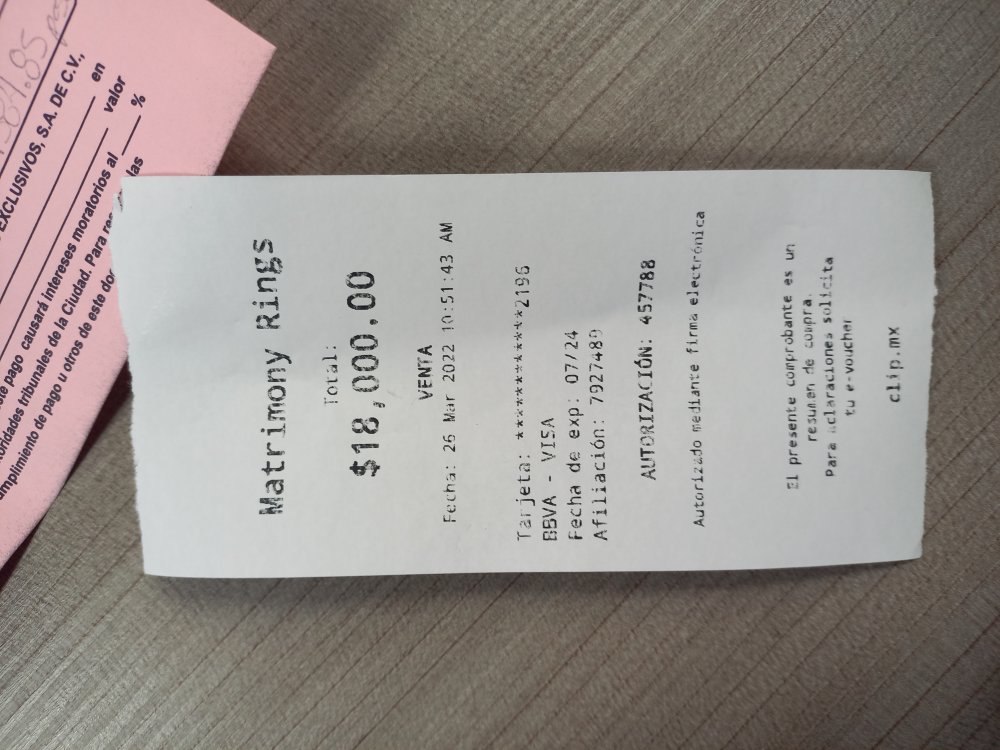 Matrimony Rings
Total:
$18,000.00
VENTA
Fecha: 26 Mar 2022 10:51:43 AM
Tarjeta: ************2196
BBVA - VISA
Fecha de exp: 07/24
Afiliación: 7927489
AUTORIZACIÓN: 457788
Autorizado mediante firma electrónica
El presente comprobante es un
resumen de compra.
Para aclaraciones solicita
tu e-voucher
clip.mx
EXCLUSIVOS, S.A. DE C.V.,
en
valor
pago causará intereses moratorios al %
tribunales de la Ciudad. Para las
de pago u otros de este